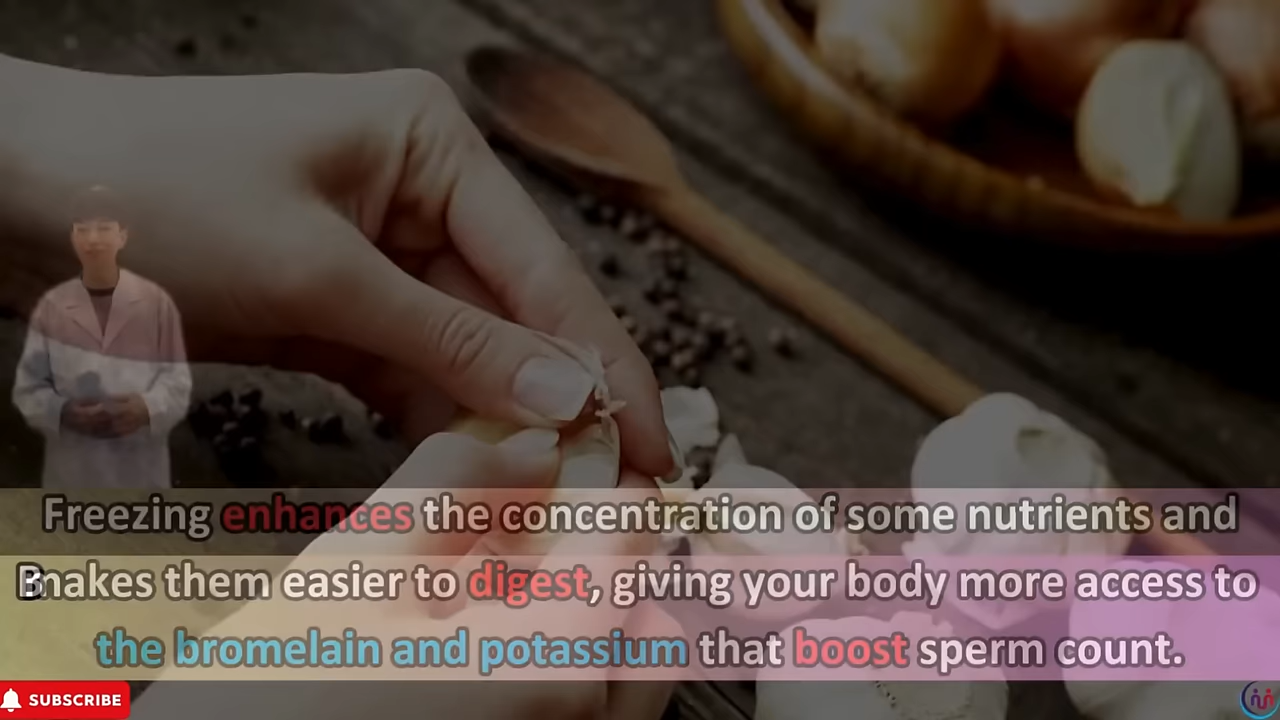 Freezing enhances the concentration of some nutrients and
makes them easier to digest, giving your body more access to
the bromelain and potassium that boost sperm count.
SUBSCRIBE